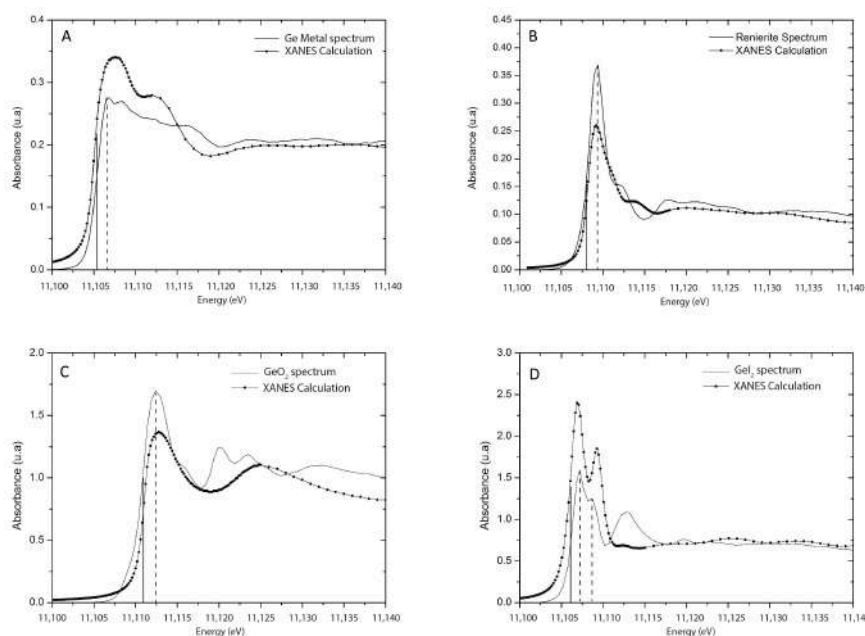 A
Ge Metal spectrum
XANES Calculation
Absorbance (u.a)
0.4
0.3
0.2
0.1
0.0
11,100 11,105 11,110 11,115 11,120 11,125 11,130 11,135 11,140
Energy (eV)
B
Renierite Spectrum
XANES Calculation
Absorbance (u.a)
0.45
0.40
0.35
0.30
0.25
0.20
0.15
0.10
0.05
0.00
11,100 11,105 11,110 11,115 11,120 11,125 11,130 11,135 11,140
Energy (eV)
C
GeO2 spectrum
XANES Calculation
Absorbance (u.a)
2.0
1.5
1.0
0.5
0.0
11,100 11,105 11,110 11,115 11,120 11,125 11,130 11,135 11,140
Energy (eV)
D
GeI2 spectrum
XANES Calculation
Absorbance (u.a)
3.0
2.5
2.0
1.5
1.0
0.5
0.0
11,100 11,105 11,110 11,115 11,120 11,125 11,130 11,135 11,140
Energy (eV)